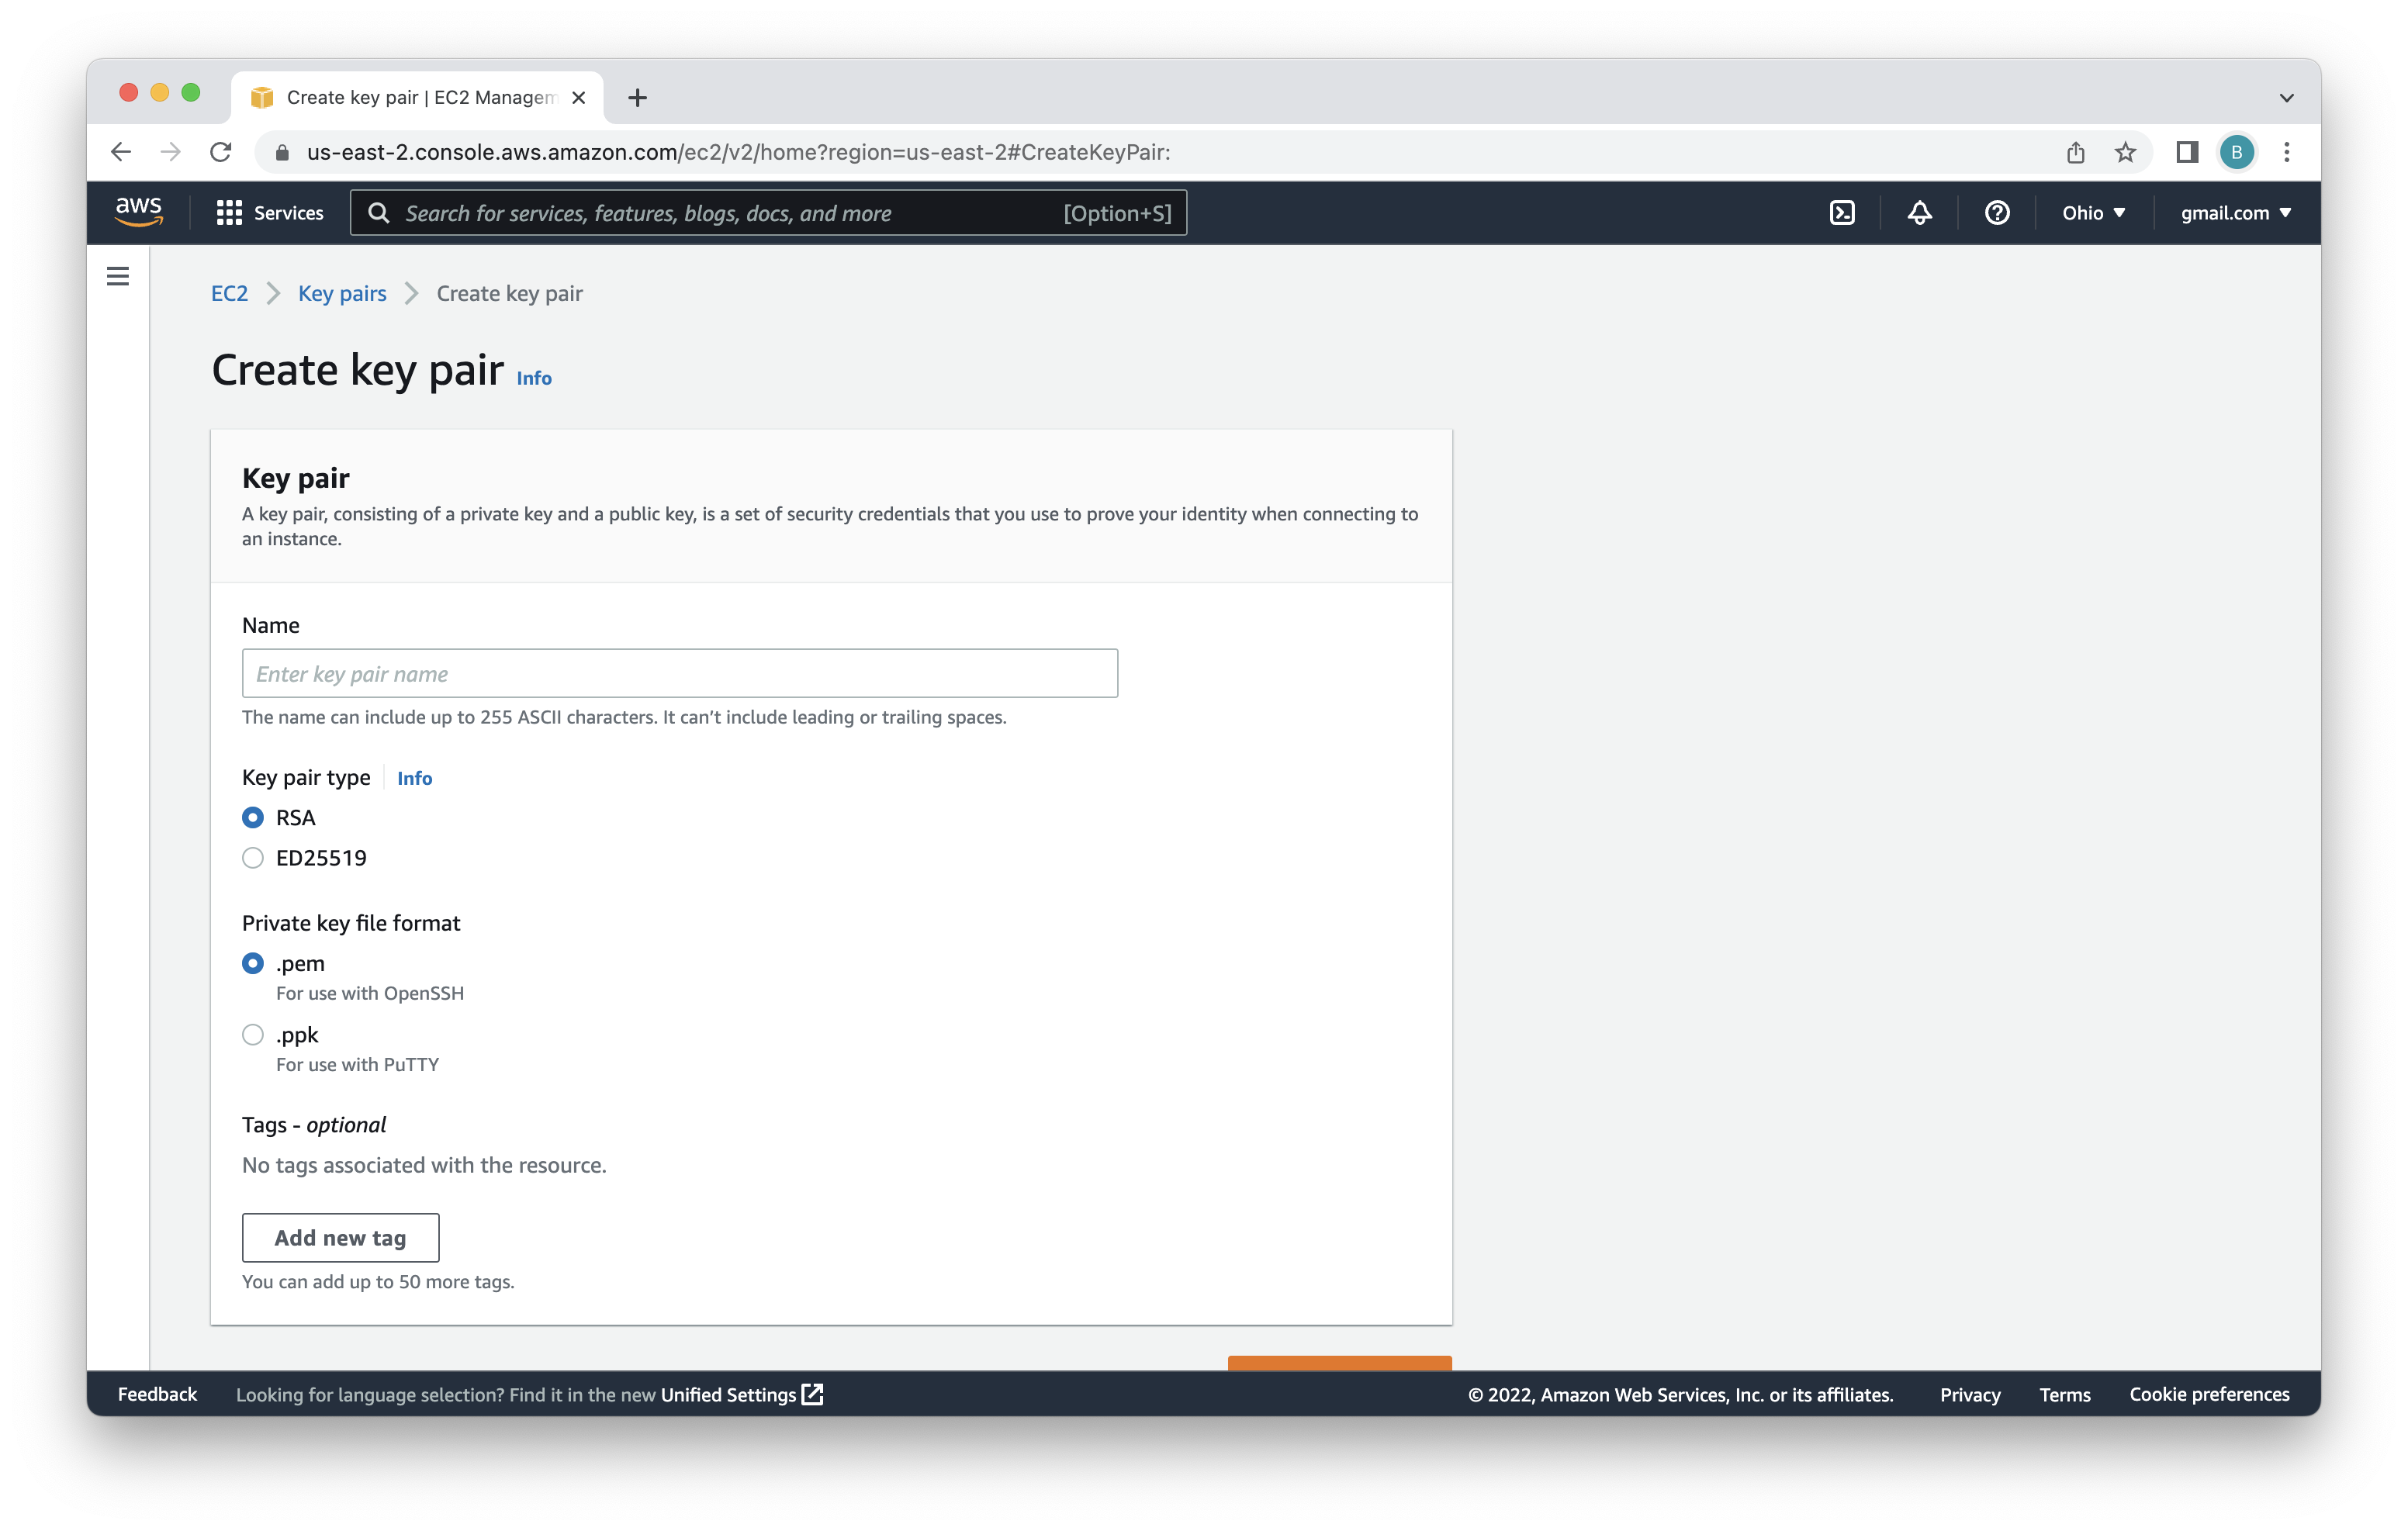 Create key pair | EC2 Managem
us-east-2.console.aws.amazon.com/ec2/v2/home?region=us-east-2#CreateKeyPair:
B
aws
Services
Search for services, features, blogs, docs, and more
[Option+S]
Ohio
gmail.com
EC2
Key pairs
Create key pair
Create key pair
Info
Key pair
A key pair, consisting of a private key and a public key, is a set of security credentials that you use to prove your identity when connecting to
an instance.
Name
Enter key pair name
The name can include up to 255 ASCII characters. It can't include leading or trailing spaces.
Key pair type
Info
RSA
ED25519
Private key file format
.pem
For use with OpenSSH
.ppk
For use with PuTTY
Tags - optional
No tags associated with the resource.
Add new tag
You can add up to 50 more tags.
Feedback
Looking for language selection? Find it in the new Unified Settings
© 2022, Amazon Web Services, Inc. or its affiliates.
Privacy
Terms
Cookie preferences